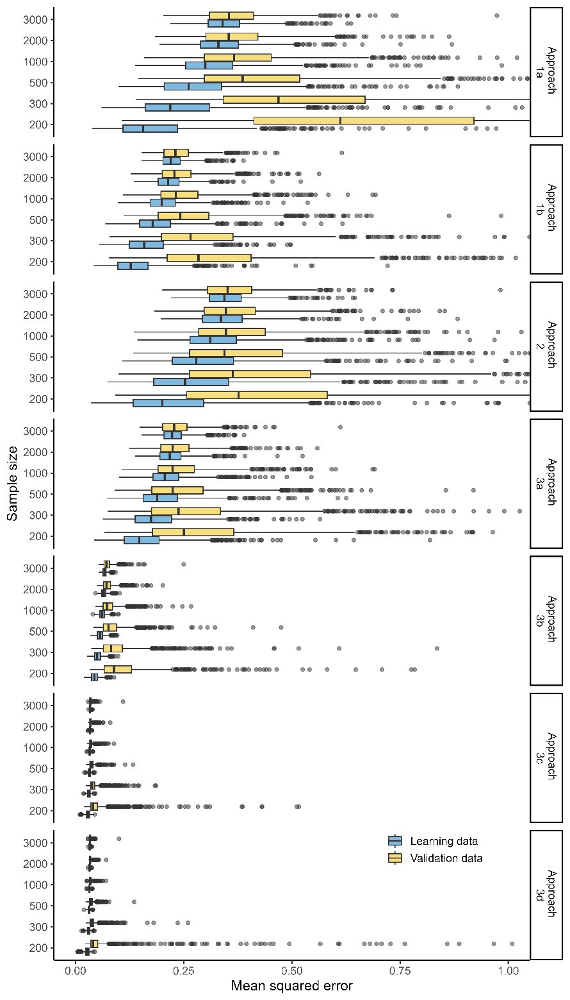 3000
2000
1000
500
300
200
Approach
1a
3000
2000
1000
500
300
200
Approach
1b
3000
2000
1000
500
300
200
Approach
2
3000
2000
1000
500
300
200
Approach
3a
3000
2000
1000
500
300
200
Approach
3b
3000
2000
1000
500
300
200
Approach
3c
3000
2000
1000
500
300
200
Approach
3d
Sample size
Learning data
Validation data
0.00 0.25 0.50 0.75 1.00
Mean squared error